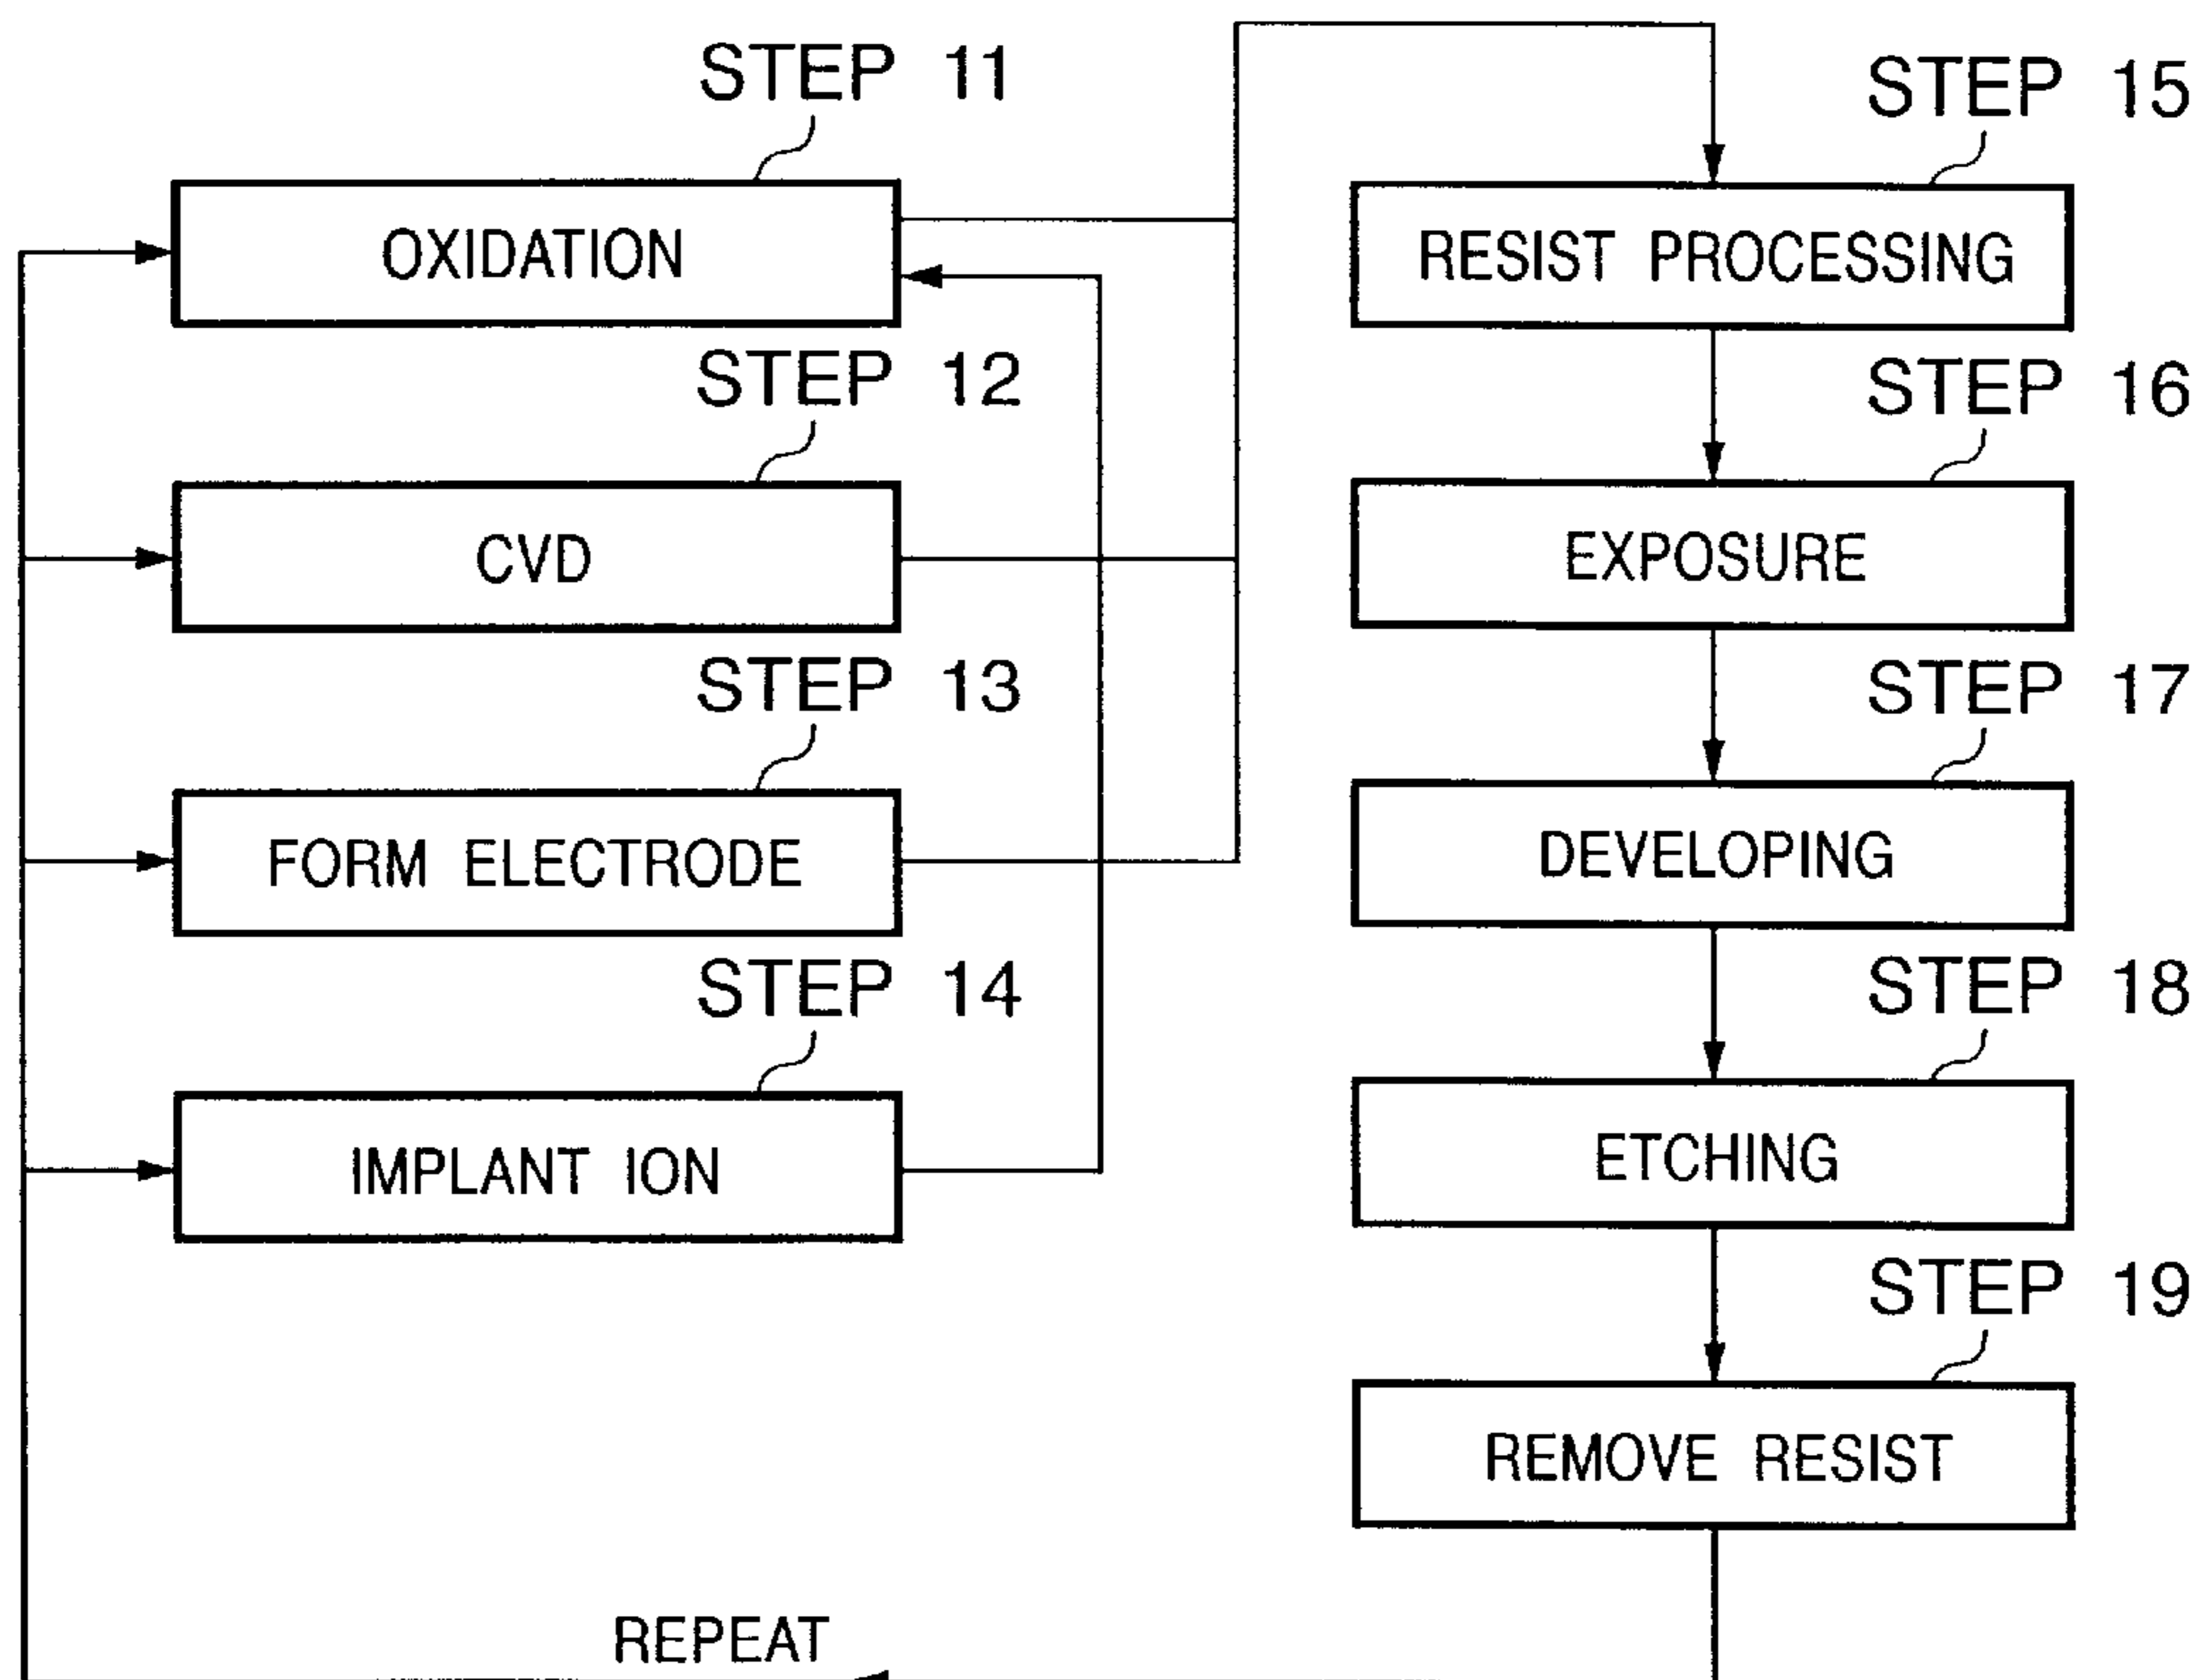 STEP 11
OXIDATION
STEP 12
CVD
STEP 13
FORM ELECTRODE
STEP 14
IMPLANT ION
STEP 15
RESIST PROCESSING
STEP 16
EXPOSURE
STEP 17
DEVELOPING
STEP 18
ETCHING
STEP 19
REMOVE RESIST
REPEAT